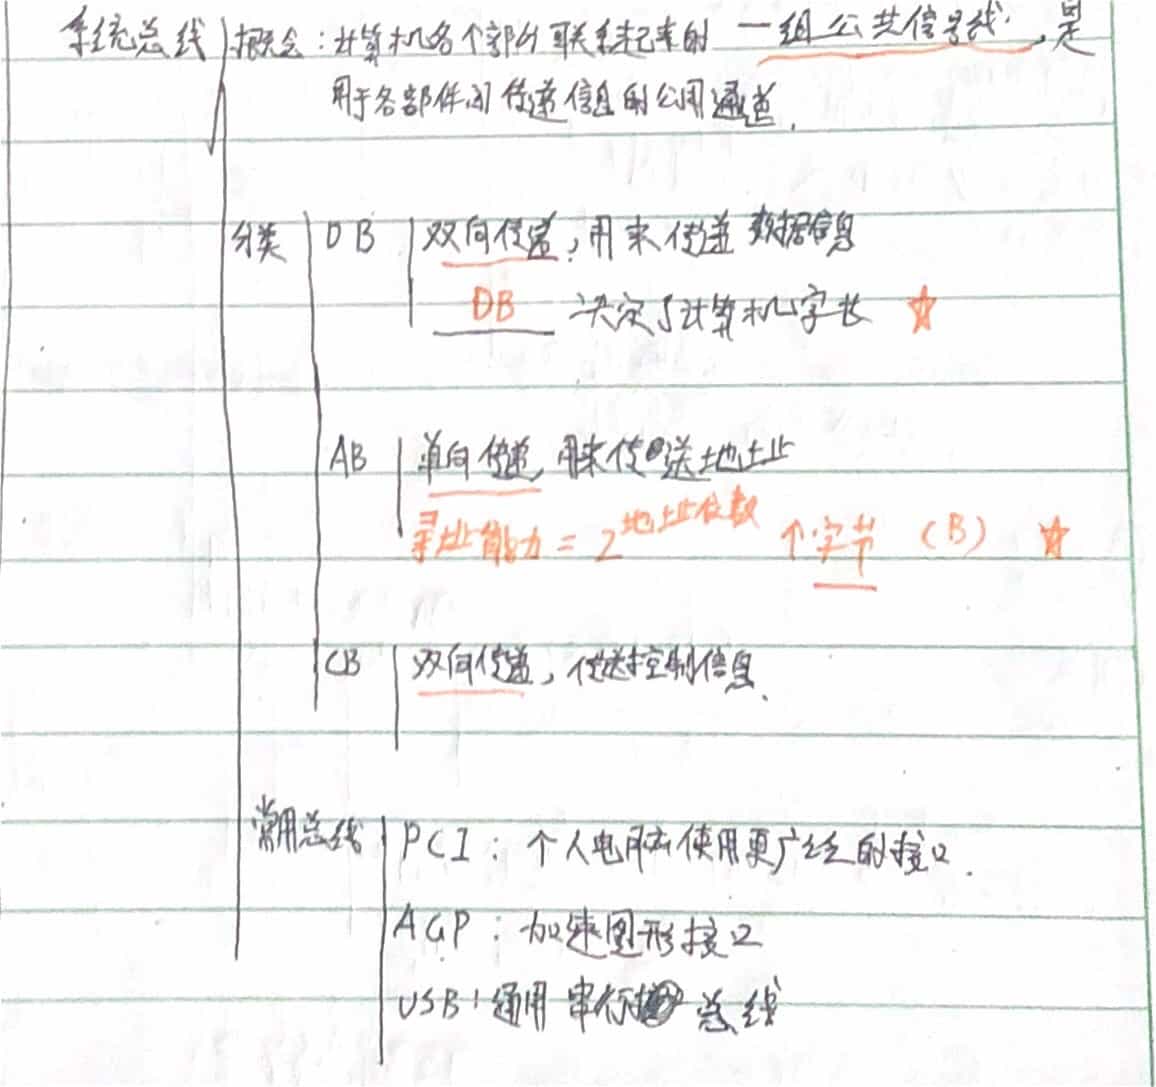 系统总线 概念：计算机各个部分联系起来的 一组公共信号线，是
用于各部件间传递信息的公用通道.
分类 DB 双向传递，用来传递 数据信息
DB 决定了计算机字长 ☆
AB 单向传递，用来传送地址
寻址能力 = 2^地址位数 个字节 （B） ☆
CB 双向传递，传送控制信息.
常用总线 PCI：个人电脑使用更广泛的接口.
AGP：加速图形接口
USB：通用串行 总线